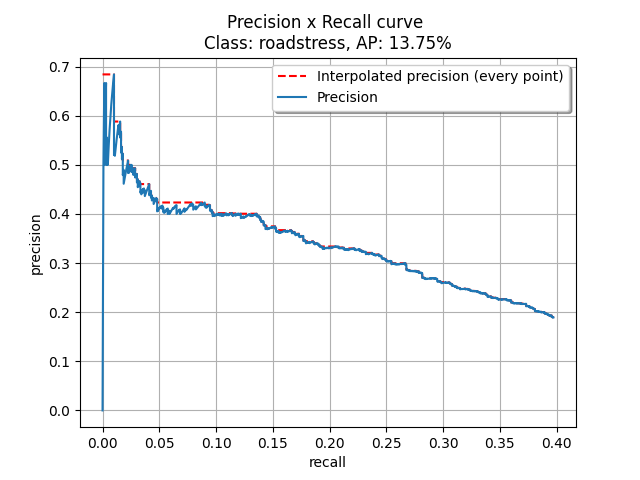 Precision x Recall curve
Class: roadstress, AP: 13.75%
Interpolated precision (every point)
Precision
0.7
0.6
0.5
0.4
0.3
0.2
0.1
0.0
precision
0.00 0.05 0.10 0.15 0.20 0.25 0.30 0.35 0.40
recall